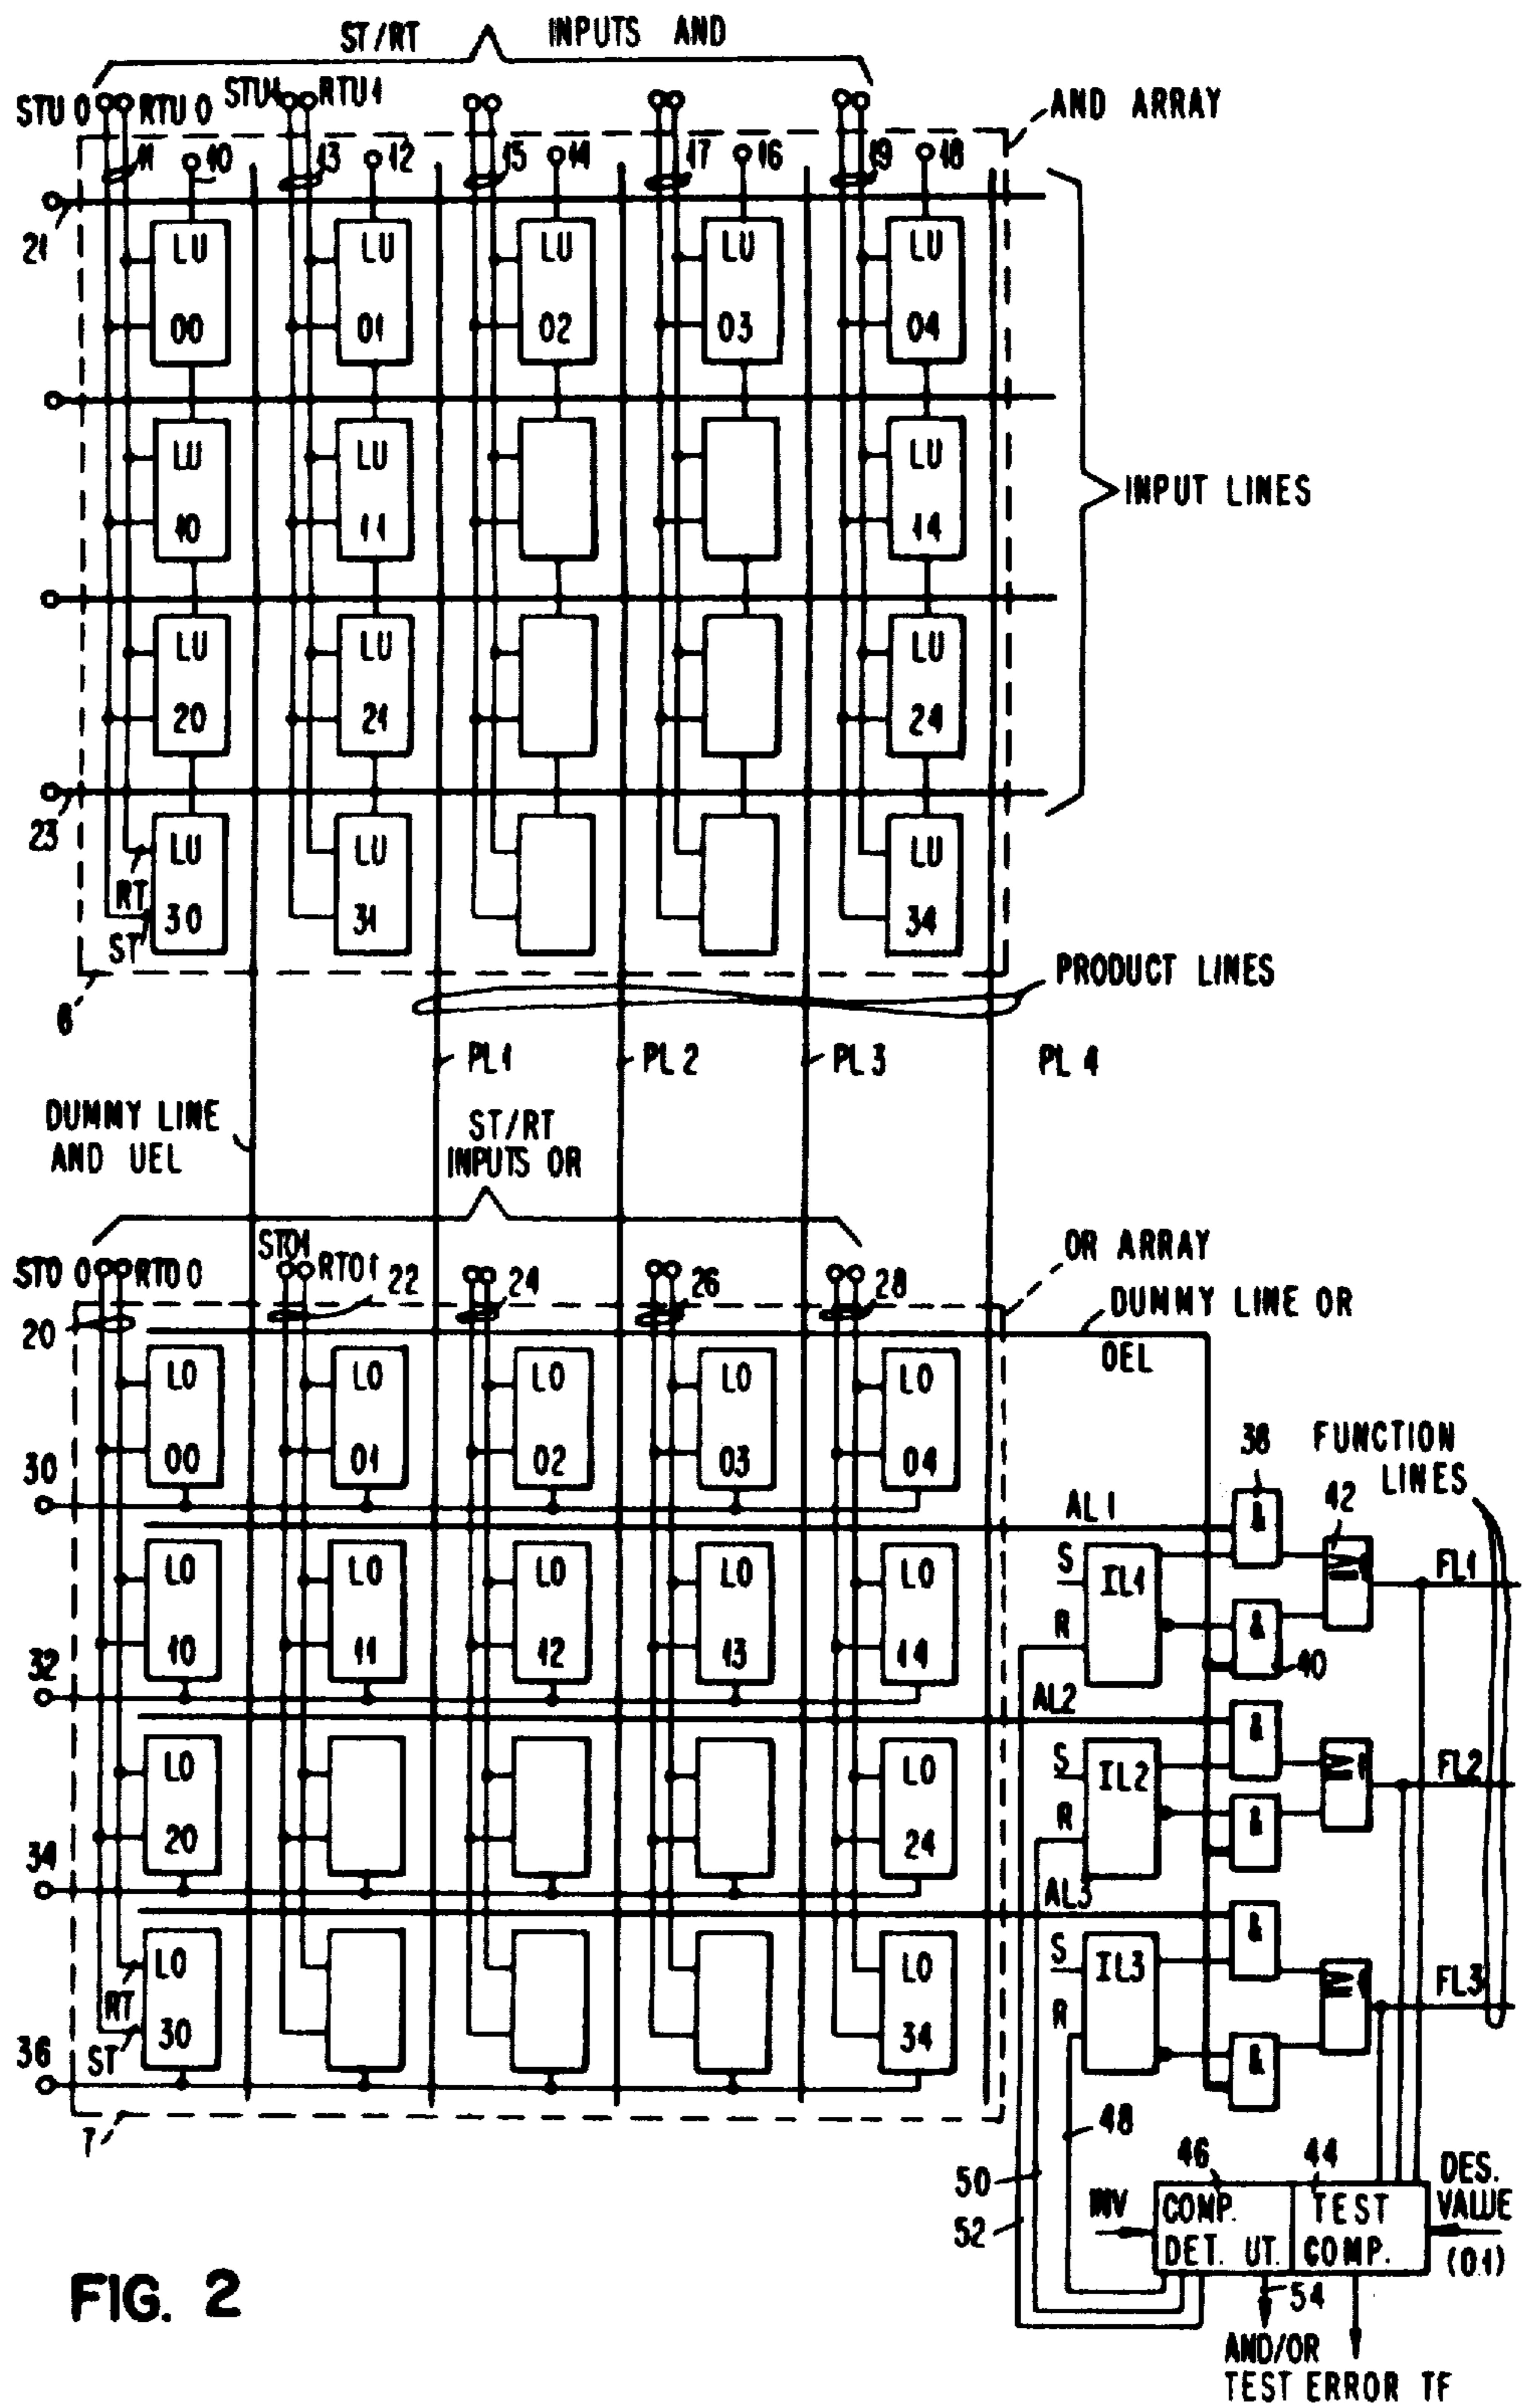 ST/RT INPUTS AND
STU 0 RTU 0 STU1 RTU1
AND ARRAY
11 10 13 12 15 14 17 16 19 18
21
LU 00
LU 01
LU 02
LU 03
LU 04
LU 10
LU 11
LU 14
INPUT LINES
LU 20
LU 21
LU 24
23
LU 30
LU 31
LU 34
RT
ST
6
PRODUCT LINES
PL1
PL2
PL3
PL4
DUMMY LINE
AND UEL
ST/RT
INPUTS OR
STO 0 RTO 0 STO1 RTO1 22 24 26 28
OR ARRAY
20
DUMMY LINE OR
OEL
LO 00
LO 01
LO 02
LO 03
LO 04
30
38
FUNCTION
LINES
AL1
42
LO 10
LO 11
LO 12
LO 13
LO 14
S
R
IL1
&
&
≥1
FL1
40
32
AL2
LO 20
LO 24
S
R
IL2
&
&
≥1
FL2
34
AL3
LO 30
LO 34
RT
ST
S
R
IL3
&
&
≥1
FL3
36
7
48
50
52
46
44
DES.
VALUE
(01)
INV
COMP.
DET. UT.
TEST
COMP.
54
AND/OR
TEST ERROR TF
FIG. 2